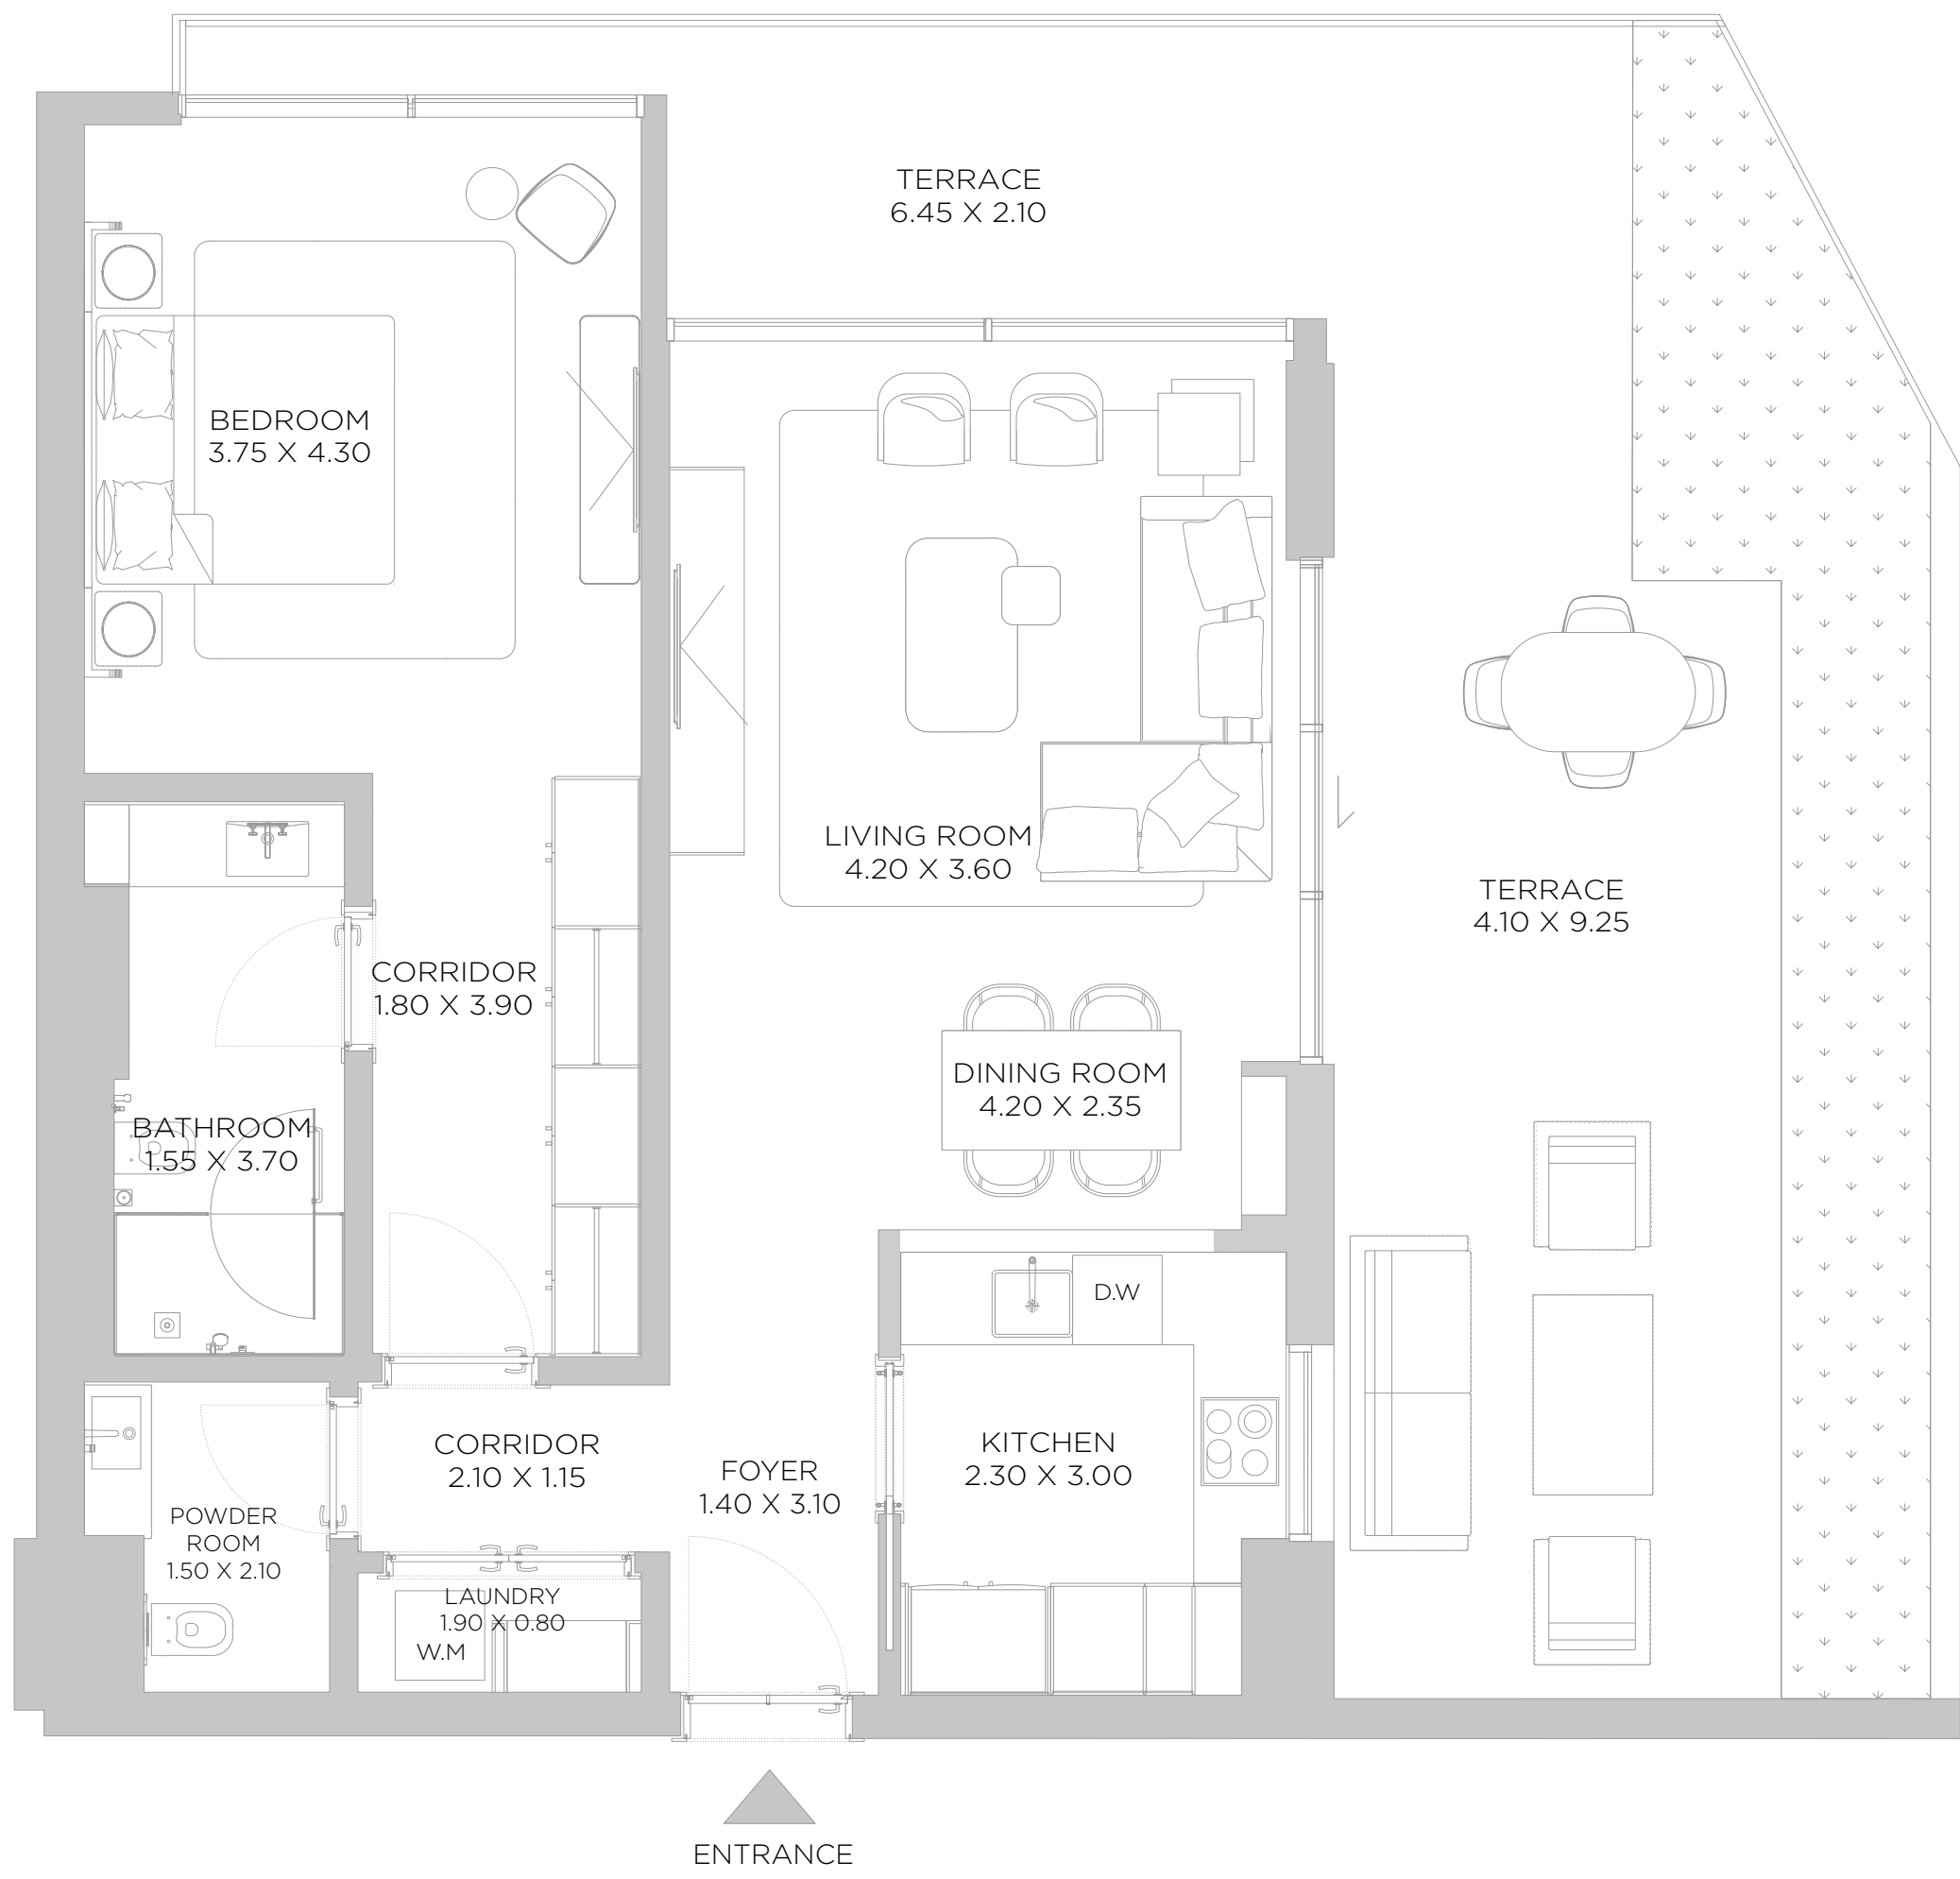 TERRACE
6.45 X 2.10
BEDROOM
3.75 X 4.30
LIVING ROOM
4.20 X 3.60
TERRACE
4.10 X 9.25
CORRIDOR
1.80 X 3.90
DINING ROOM
4.20 X 2.35
BATHROOM
1.55 X 3.70
D.W
KITCHEN
2.30 X 3.00
CORRIDOR
2.10 X 1.15
FOYER
1.40 X 3.10
POWDER
ROOM
1.50 X 2.10
LAUNDRY
1.90 X 0.80
W.M
ENTRANCE